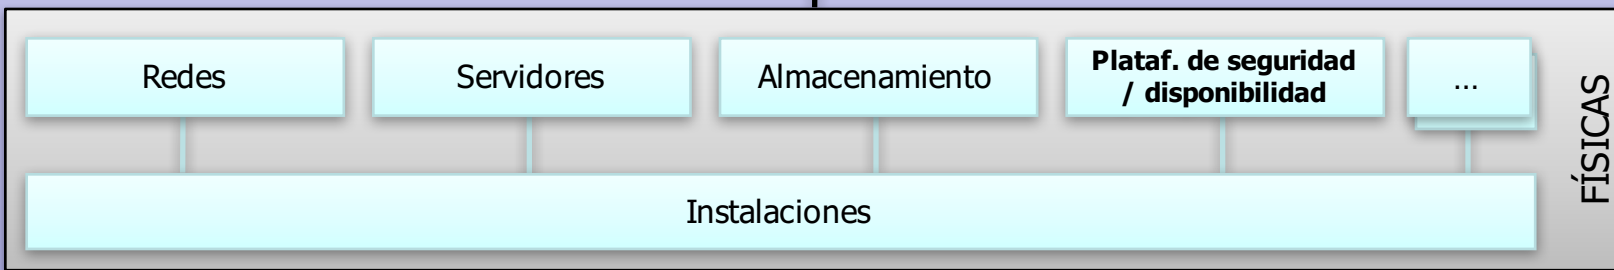 Redes
Servidores
Almacenamiento
Plataf. de seguridad
/ disponibilidad
...
FÍSICAS
Instalaciones